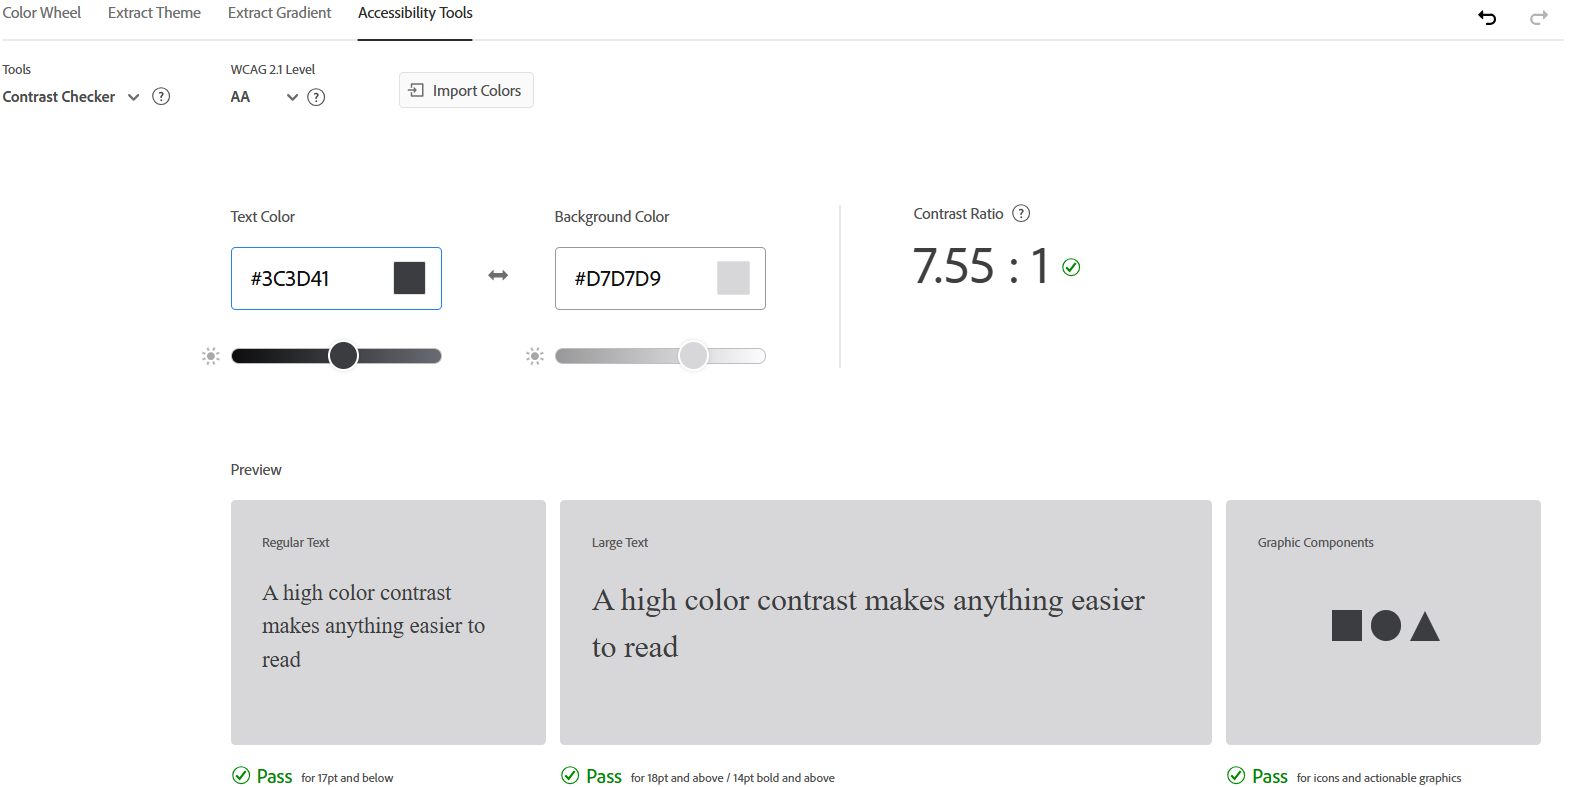 Color Wheel Extract Theme Extract Gradient Accessibility Tools
Tools
Contrast Checker
WCAG 2.1 Level
AA
Import Colors
Text Color
#3C3D41
Background Color
#D7D7D9
Contrast Ratio
7.55 : 1
Preview
Regular Text
A high color contrast
makes anything easier to
read
Pass for 17pt and below
Large Text
A high color contrast makes anything easier
to read
Pass for 18pt and above / 14pt bold and above
Graphic Components
Pass for icons and actionable graphics